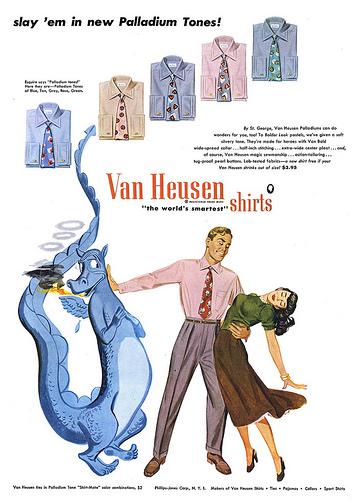 slay 'em in new Palladium Tones!
Esquire says "Palladium tones!"
Here they are—Palladium Tones
of Blue, Tan, Grey, Rose, Green.
By St. George, Van Heusen Palladiums can do
wonders for you, too! To Bolder Look pastels, we've given a soft
silvery tone. They're made for heroes with Van Bold
wide-spread collar . . . half-inch stitching . . . extra-wide center pleat . . . and,
of course, Van Heusen magic sewmanship . . . action-tailoring . . .
tug-proof pearl buttons. Lab-tested fabrics—a new shirt free if your
Van Heusen shrinks out of size! $3.95
Van Heusen
® REGISTERED TRADE MARK
"the world's smartest" shirts
Van Heusen ties in Palladium Tone "Shirt-Mate" color combinations, $2
Phillips-Jones Corp., N. Y. 1, Makers of Van Heusen Shirts • Ties • Pajamas • Collars • Sport Shirts